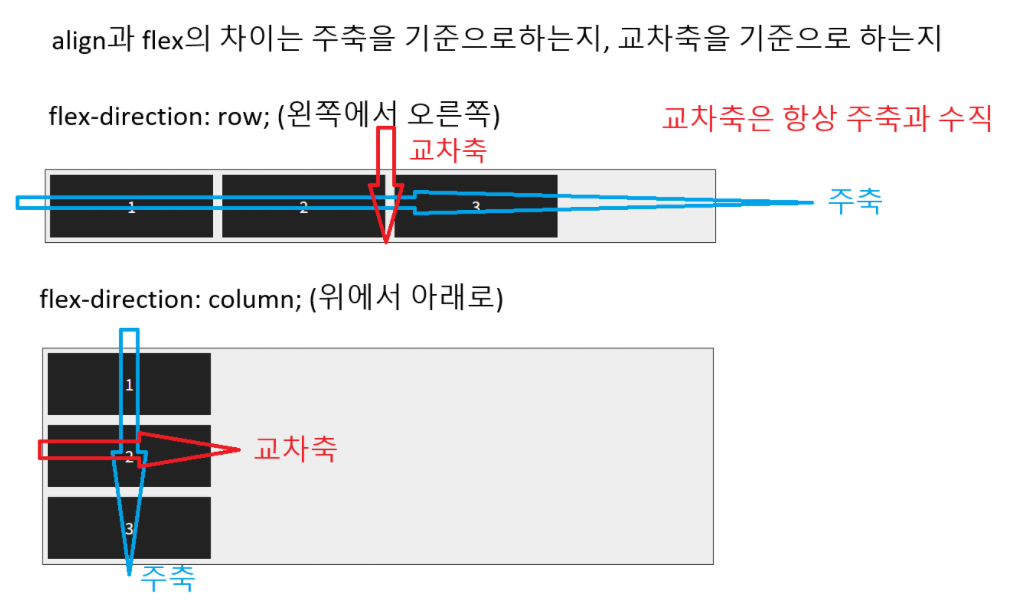 align과 flex의 차이는 주축을 기준으로하는지, 교차축을 기준으로 하는지
flex-direction: row; (왼쪽에서 오른쪽)
교차축은 항상 주축과 수직
교차축
1
2
3
주축
flex-direction: column; (위에서 아래로)
1
2
교차축
3
주축